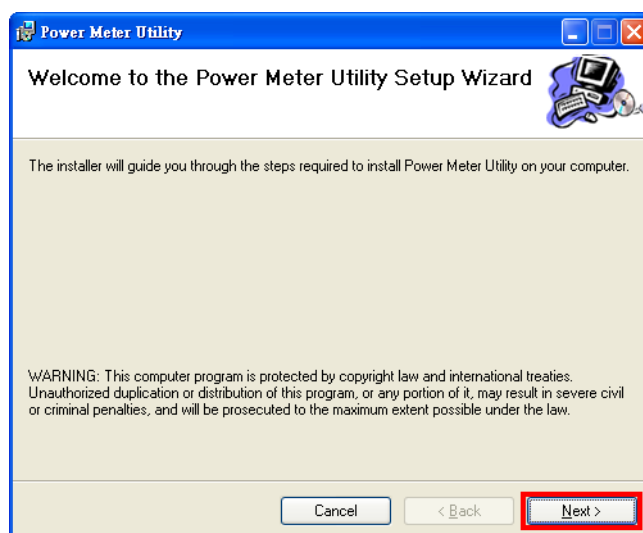 Power Meter Utility
Welcome to the Power Meter Utility Setup Wizard
The installer will guide you through the steps required to install Power Meter Utility on your computer.
WARNING: This computer program is protected by copyright law and international treaties.
Unauthorized duplication or distribution of this program, or any portion of it, may result in severe civil
or criminal penalties, and will be prosecuted to the maximum extent possible under the law.
Cancel
< Back
Next >